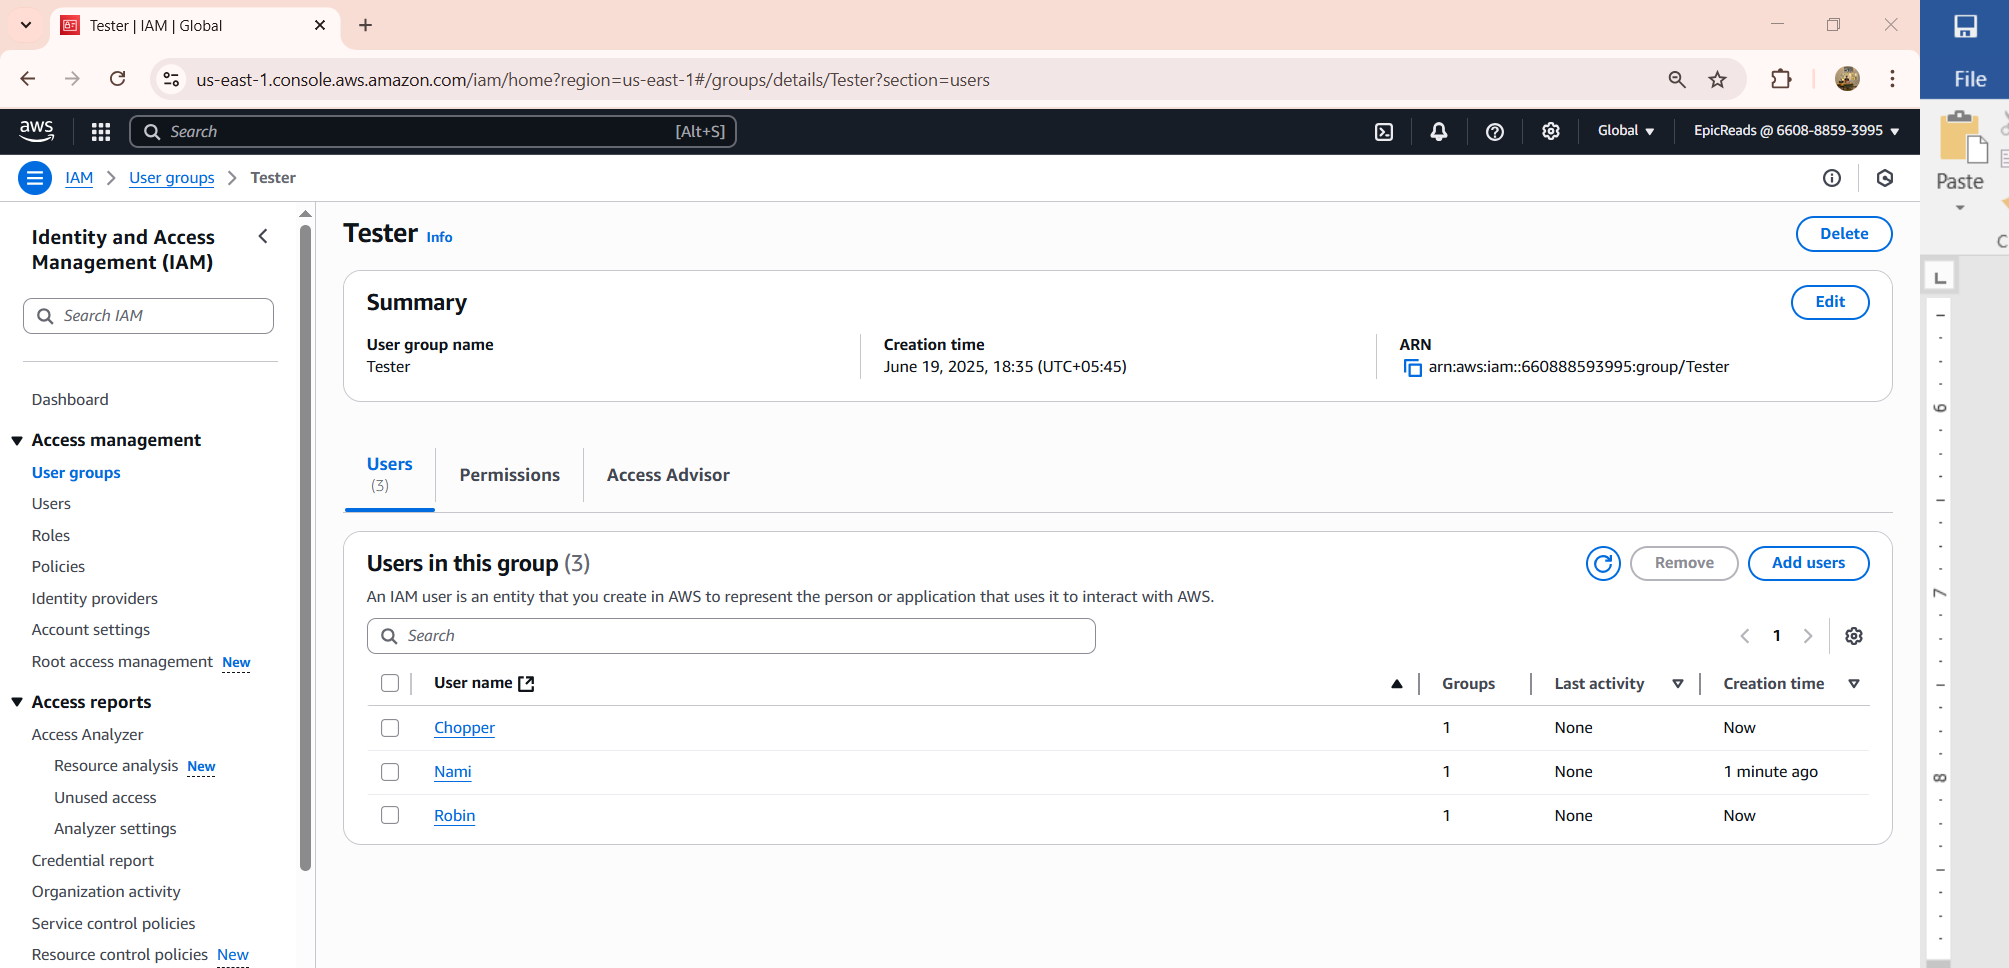 Tester | IAM | Global
us-east-1.console.aws.amazon.com/iam/home?region=us-east-1#/groups/details/Tester?section=users
File
aws
Search
[Alt+S]
Global
EpicReads @ 6608-8859-3995
Paste
IAM
User groups
Tester
Identity and Access
Management (IAM)
Search IAM
Dashboard
Access management
User groups
Users
Roles
Policies
Identity providers
Account settings
Root access management New
Access reports
Access Analyzer
Resource analysis New
Unused access
Analyzer settings
Credential report
Organization activity
Service control policies
Resource control policies New
Tester Info
Delete
Summary
Edit
User group name
Tester
Creation time
June 19, 2025, 18:35 (UTC+05:45)
ARN
arn:aws:iam::660888593995:group/Tester
Users
(3)
Permissions
Access Advisor
Users in this group (3)
Remove
Add users
An IAM user is an entity that you create in AWS to represent the person or application that uses it to interact with AWS.
Search
1
User name
Groups
Last activity
Creation time
Chopper 1 None Now
Nami 1 None 1 minute ago
Robin 1 None Now
C
L
6
7
8